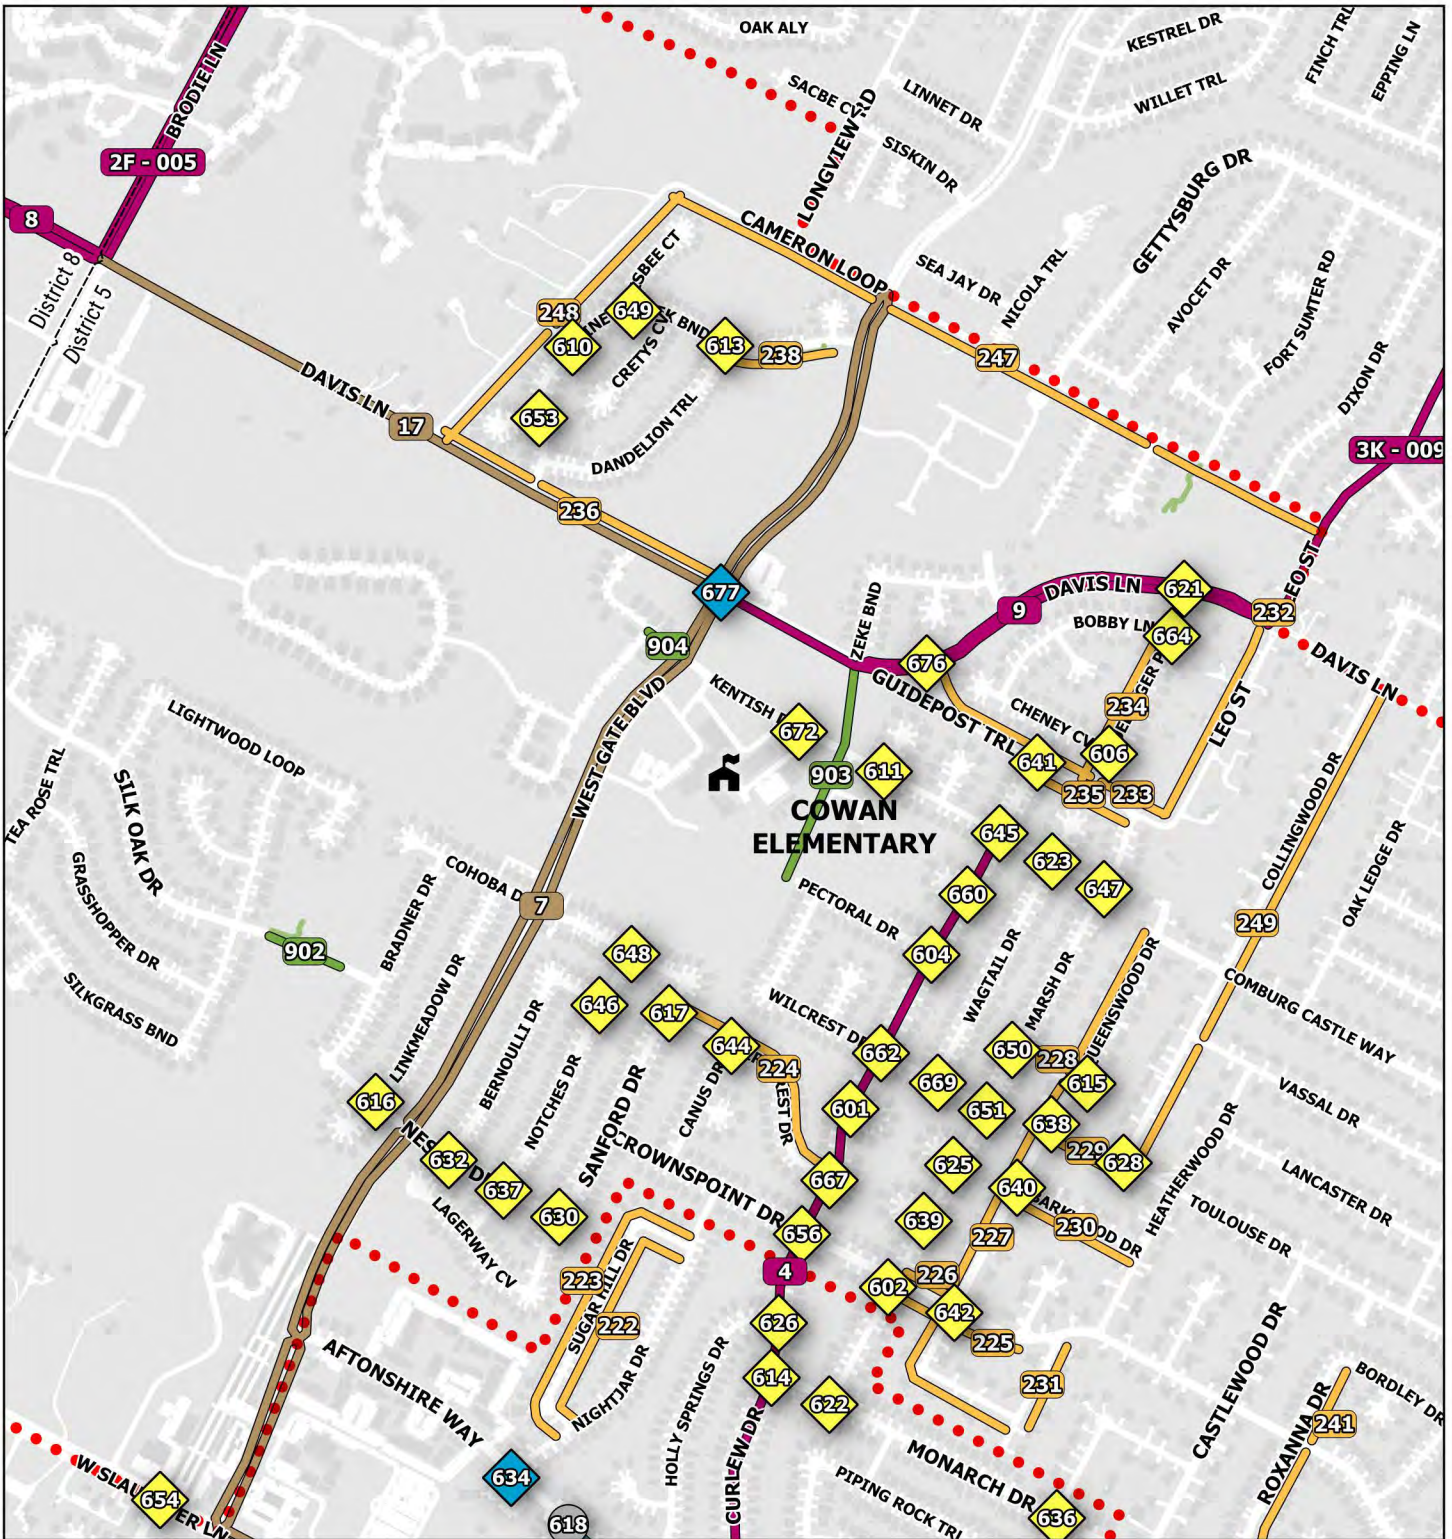 OAK ALY
KESTREL DR
FINCH TRL
EPPING LN
BRODIE LN
SACBE CV
LINNET DR
WILLET TRL
LONGVIEW RD
2F - 005
SISKIN DR
GETTYSBURG DR
8
CAMERON LOOP
SEA JAY DR
NICOLA TRL
AVOCET DR
FORT SUMTER RD
District 8
District 5
248
649
610
CRETYS CV
BND
613
238
247
DIXON DR
DAVIS LN
17
653
DANDELION TRL
3K - 009
236
677
ZEKE BND
DAVIS LN
621
LEO ST
9
232
BOBBY LN
664
904
676
DAVIS LN
KENTISH
GUIDEPOST TRL
CHENEY CV
234
LEO ST
LIGHTWOOD LOOP
WEST GATE BLVD
672
641
606
903
611
235
233
TEA ROSE TRL
SILK OAK DR
COWAN
ELEMENTARY
COLLINGWOOD DR
645
623
647
GRASSHOPPER DR
COHOBA
BRADNER DR
7
PECTORAL DR
660
OAK LEDGE DR
249
902
648
604
WAGTAIL DR
MARSH DR
QUEENSWOOD DR
SILKGRASS BND
LINKMEADOW DR
BERNOULLI DR
646
617
WILCREST DR
COMBURG CASTLE WAY
644
224
662
650
228
615
669
VASSAL DR
616
NOTCHES DR
SANFORD DR
CANUS DR
601
651
638
HEATHERWOOD DR
632
637
CROWNSPOINT DR
667
625
229
628
LANCASTER DR
640
630
LAGERWAY CV
656
639
227
230
TOULOUSE DR
4
223
SUGAR HILL DR
602
226
642
222
626
225
AFTONSHIRE WAY
NIGHTJAR DR
HOLLY SPRINGS DR
614
622
231
CASTLEWOOD DR
BORDLEY DR
ROXANNA DR
241
CURLEW DR
MONARCH DR
634
PIPING ROCK TRL
654
618
636